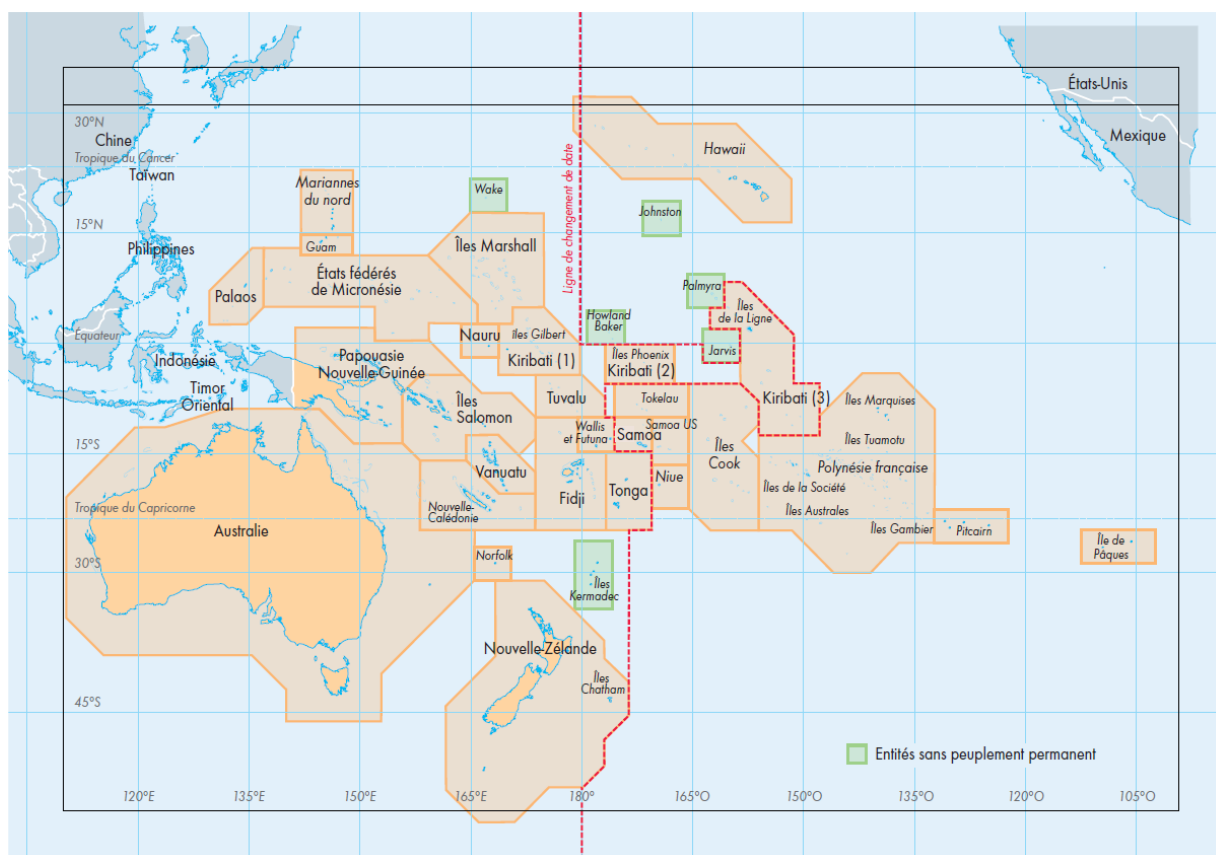 États-Unis
30°N
Chine
Mexique
Ligne de changement de date
Hawaii
Tropique du Cancer
Taïwan
Mariannes
du nord
Wake
Johnston
15°N
Guam
Îles Marshall
Philippines
États fédérés
de Micronésie
Palaos
Palmyra
Îles
de la Ligne
Howland
Baker
Équateur
Nauru
îles Gilbert
Jarvis
Indonésie
Papouasie
Nouvelle-Guinée
Kiribati (1)
Îles Phoenix
Kiribati (2)
Timor
Oriental
Îles
Salomon
Tuvalu
Tokelau
Kiribati (3)
Îles Marquises
Wallis
et Futuna
Samoa
Samoa US
15°S
Îles
Cook
Îles Tuamotu
Vanuatu
Polynésie française
Fidji
Tonga
Niue
Îles de la Société
Tropique du Capricorne
Nouvelle-
Calédonie
Îles Australes
Australie
Îles Gambier
Pitcairn
Île de
Pâques
Norfolk
30°S
Îles
Kermadec
Nouvelle-Zélande
Îles
Chatham
45°S
Entités sans peuplement permanent
120°E
135°E
150°E
165°E
180°
165°O
150°O
135°O
120°O
105°O